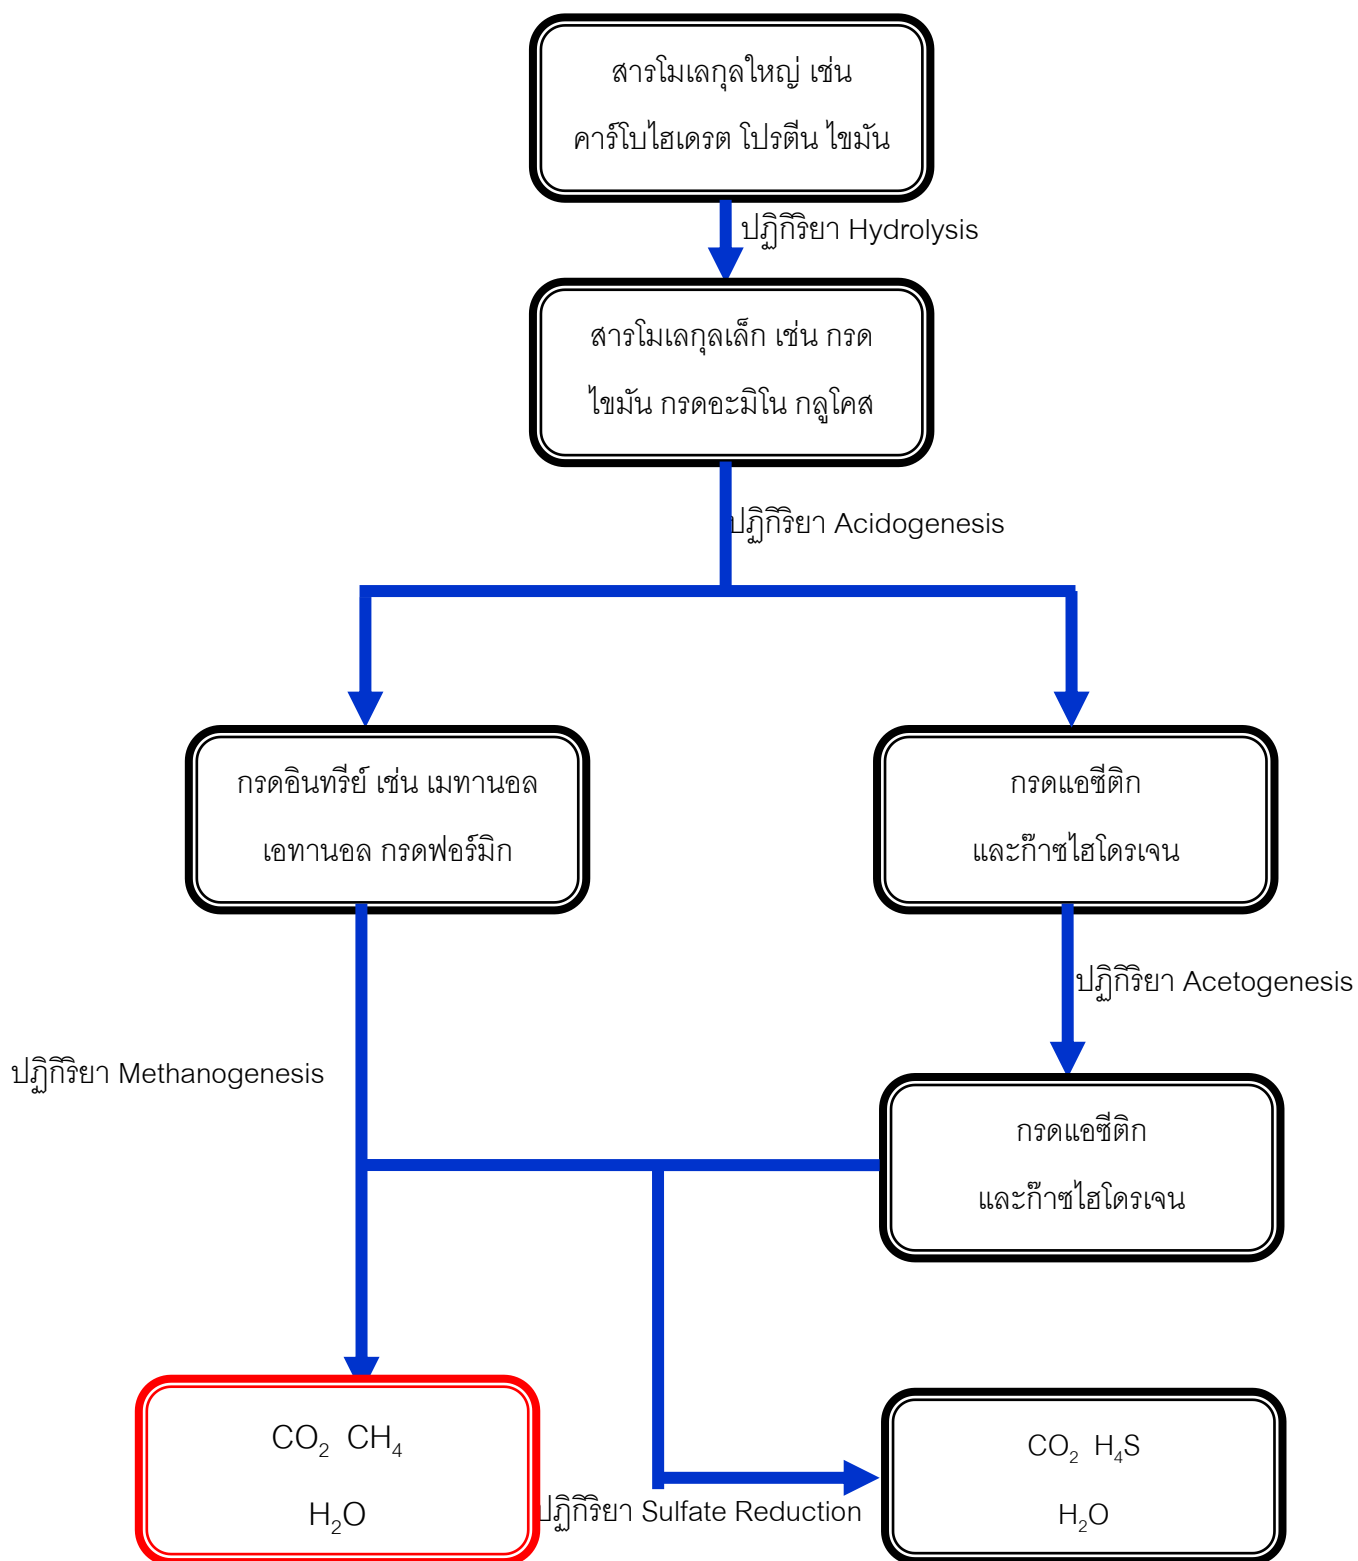 สารโมเลกุลใหญ่ เช่น
คาร์โบไฮเดรต โปรตีน ไขมัน
ปฏิกิริยา Hydrolysis
สารโมเลกุลเล็ก เช่น กรด
ไขมัน กรดอะมิโน กลูโคส
ปฏิกิริยา Acidogenesis
กรดอินทรีย์ เช่น เมทานอล
เอทานอล กรดฟอร์มิก
กรดแอซีติก
และก๊าซไฮโดรเจน
ปฏิกิริยา Acetogenesis
ปฏิกิริยา Methanogenesis
กรดแอซีติก
และก๊าซไฮโดรเจน
CO₂ CH₄
H₂O
ปฏิกิริยา Sulfate Reduction
CO₂ H₄S
H₂O